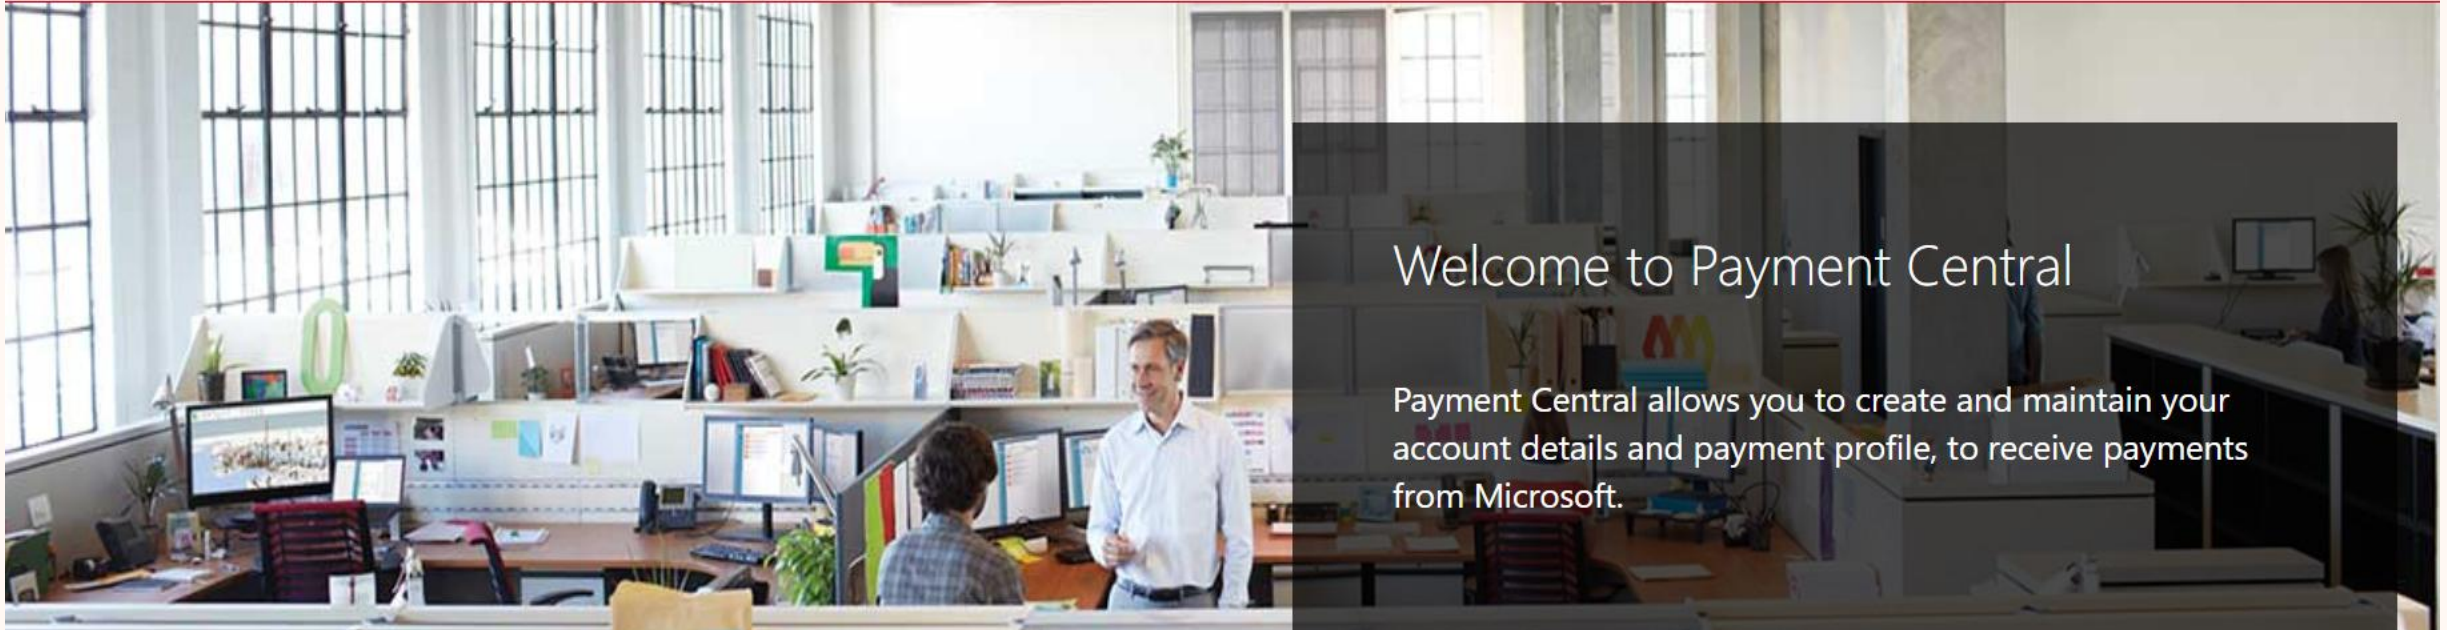 Welcome to Payment Central
Payment Central allows you to create and maintain your
account details and payment profile, to receive payments
from Microsoft.